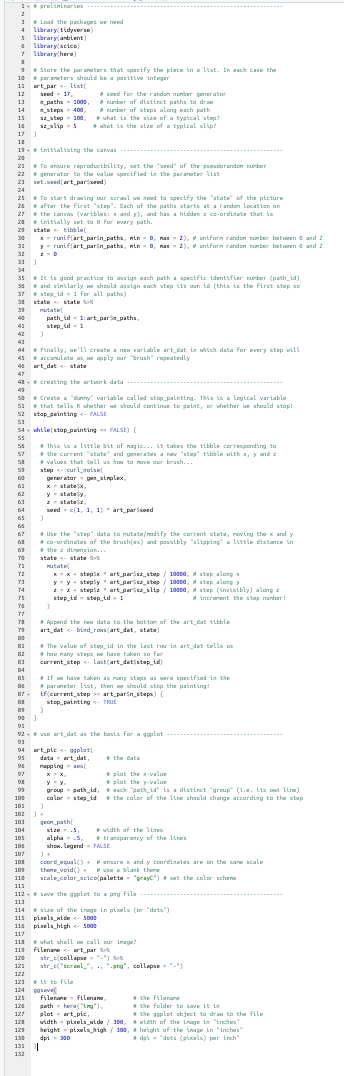 1 # preliminaries -----------------------------------------------
2
3 # Load the packages we need
4 library(tidyverse)
5 library(ambient)
6 library(scico)
7 library(here)
8
9 # Store the parameters that specify the piece in a list. In each case the
10 # parameters should be a positive integer
11 art_par <- list(
12 seed = 17, # seed for the random number generator
13 n_paths = 1000, # number of distinct paths to draw
14 n_steps = 400, # number of steps along each path
15 sz_step = 100, # what is the size of a typical step?
16 sz_slip = 5 # what is the size of a typical slip?
17 )
18
19 # initialising the canvas -----------------------------------------------
20
21 # To ensure reproducibility, set the "seed" of the pseudorandom number
22 # generator to the value specified in the parameter list
23 set.seed(art_par$seed)
24
25 # To start drawing our scrawl we need to specify the "state" of the picture
26 # after the first "step". Each of the paths starts at a random location on
27 # the canvas (varibles: x and y), and has a hidden z co-ordinate that is
28 # initially set to 0 for every path.
29 state <- tibble(
30 x = runif(art_par$n_paths, min = 0, max = 2), # uniform random number between 0 and 2
31 y = runif(art_par$n_paths, min = 0, max = 2), # uniform random number between 0 and 2
32 z = 0
33 )
34
35 # It is good practice to assign each path a specific identifier number (path_id)
36 # and similarly we should assign each step its own id (this is the first step so
37 # step_id = 1 for all paths)
38 state <- state %>%
39 mutate(
40 path_id = 1:art_par$n_paths,
41 step_id = 1
42 )
43
44 # Finally, we'll create a new variable art_dat in which data for every step will
45 # accumulate as we apply our "brush" repeatedly
46 art_dat <- state
47
48 # creating the artwork data -----------------------------------------------
49
50 # Create a "dummy" variable called stop_painting. This is a logical variable
51 # that tells R whether we should continue to paint, or whether we should stop!
52 stop_painting <- FALSE
53
54 while(stop_painting == FALSE) {
55
56 # This is a little bit of magic... it takes the tibble corresponding to
57 # the current "state" and generates a new "step" tibble with x, y and z
58 # values that tell us how to move our brush...
59 step <- curl_noise(
60 generator = gen_simplex,
61 x = state$x,
62 y = state$y,
63 z = state$z,
64 seed = c(1, 1, 1) * art_par$seed
65 )
66
67 # Use the "step" data to mutate/modify the current state, moving the x and y
68 # co-ordinates of the brush(es) and possibly "slipping" a little distance in
69 # the z dimension...
70 state <- state %>%
71 mutate(
72 x = x + step$x * art_par$sz_step / 10000, # step along x
73 y = y + step$y * art_par$sz_step / 10000, # step along y
74 z = z + step$z * art_par$sz_slip / 10000, # step (invisibly) along z
75 step_id = step_id + 1 # increment the step number!
76 )
77
78 # Append the new data to the bottom of the art_dat tibble
79 art_dat <- bind_rows(art_dat, state)
80
81 # The value of step_id in the last row in art_dat tells us
82 # how many steps we have taken so far
83 current_step <- last(art_dat$step_id)
84
85 # If we have taken as many steps as were specified in the
86 # parameter list, then we should stop the painting!
87 if(current_step >= art_par$n_steps) {
88 stop_painting <- TRUE
89 }
90 }
91
92 # use art_dat as the basis for a ggplot -----------------------------------------------
93
94 art_pic <- ggplot(
95 data = art_dat, # the data
96 mapping = aes(
97 x = x, # plot the x-value
98 y = y, # plot the y-value
99 group = path_id, # each "path_id" is a distinct "group" (i.e. its own line)
100 color = step_id # the color of the line should change according to the step
101 )
102 ) +
103 geom_path(
104 size = .5, # width of the lines
105 alpha = .5, # transparency of the lines
106 show.legend = FALSE
107 ) +
108 coord_equal() + # ensure x and y coordinates are on the same scale
109 theme_void() + # use a blank theme
110 scale_color_scico(palette = "grayC") # set the color scheme
111
112 # save the ggplot to a png file -----------------------------------------------
113
114 # size of the image in pixels (or "dots")
115 pixels_wide <- 5000
116 pixels_high <- 5000
117
118 # what shall we call our image?
119 filename <- art_par %>%
120 str_c(collapse = "-") %>%
121 str_c("scrawl_", ., ".png", collapse = "-")
122
123 # it to file
124 ggsave(
125 filename = filename, # the filename
126 path = here("img"), # the folder to save it in
127 plot = art_pic, # the ggplot object to draw to the file
128 width = pixels_wide / 300, # width of the image in "inches"
129 height = pixels_high / 300, # height of the image in "inches"
130 dpi = 300 # dpi = "dots (pixels) per inch"
131 )
132